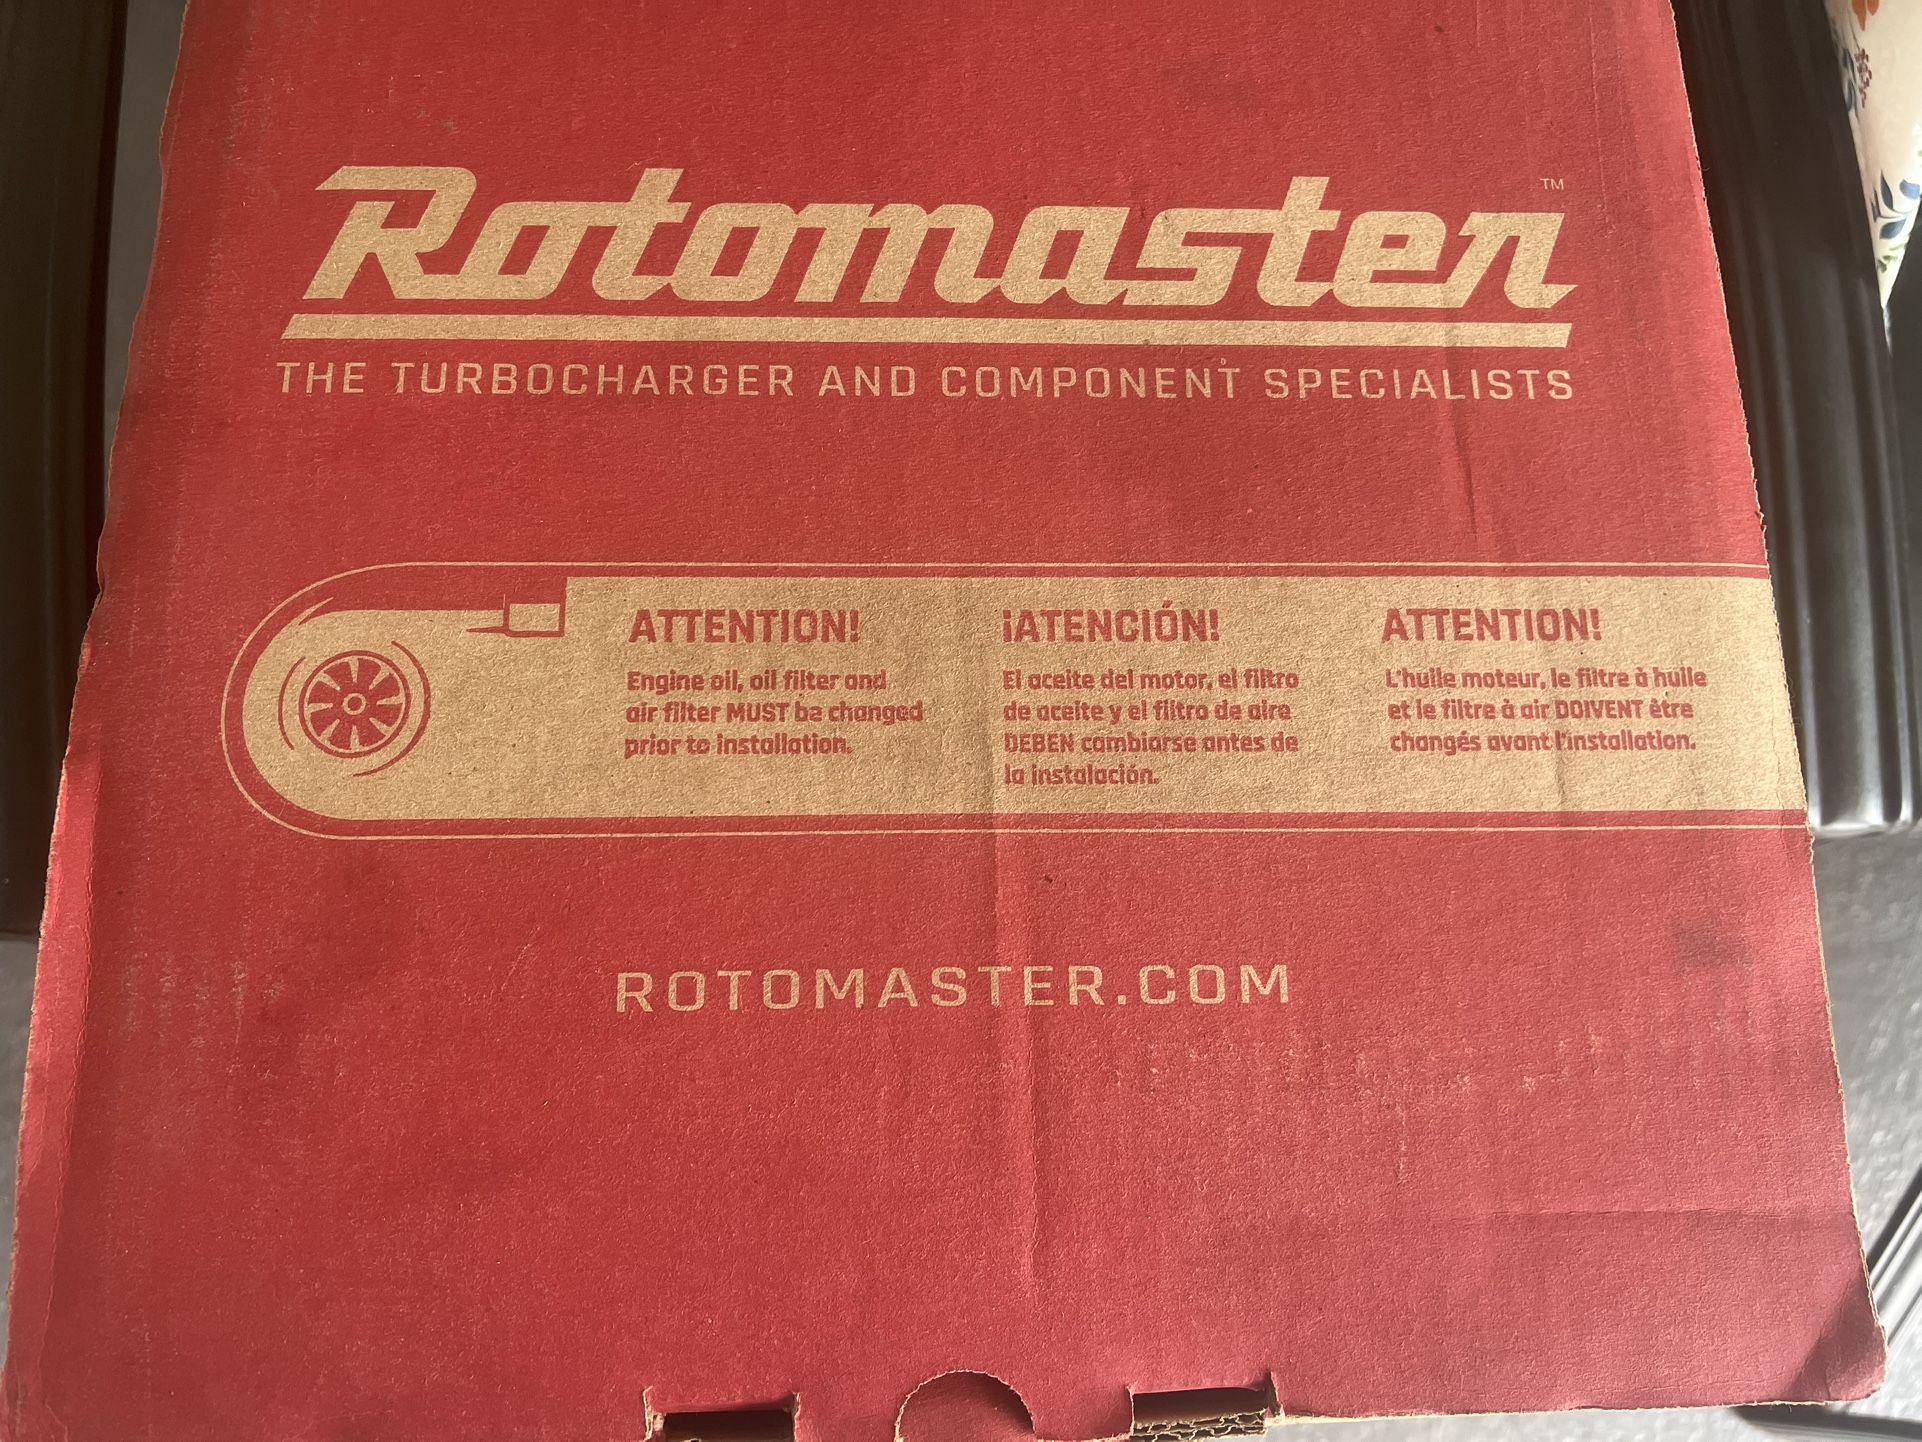 Rotomaster™
THE TURBOCHARGER AND COMPONENT SPECIALISTS
ATTENTION!
Engine oil, oil filter and
air filter MUST be changed
prior to installation.
¡ATENCIÓN!
El aceite del motor, el filtro
de aceite y el filtro de aire
DEBEN cambiarse antes de
la instalación.
ATTENTION!
L'huile moteur, le filtre à huile
et le filtre à air DOIVENT être
changés avant l'installation.
ROTOMASTER.COM